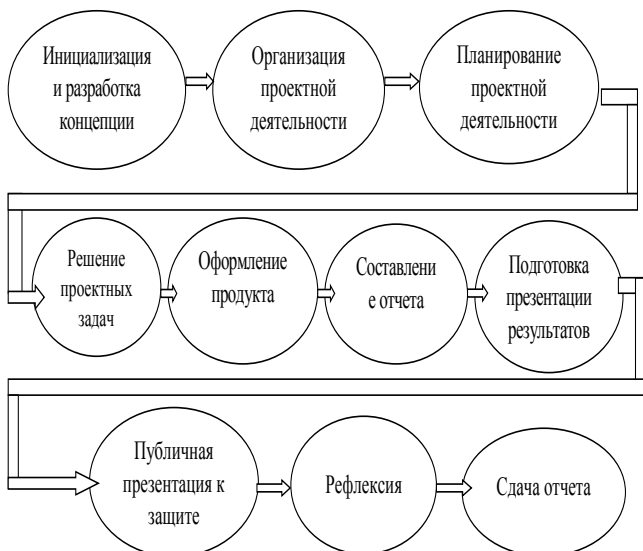 Инициализация
и разработка
концепции
Организация
проектной
деятельности
Планирование
проектной
деятельности
Решение
проектных
задач
Оформление
продукта
Составлени
е отчета
Подготовка
презентации
результатов
Публичная
презентация к
защите
Рефлексия
Сдача отчета